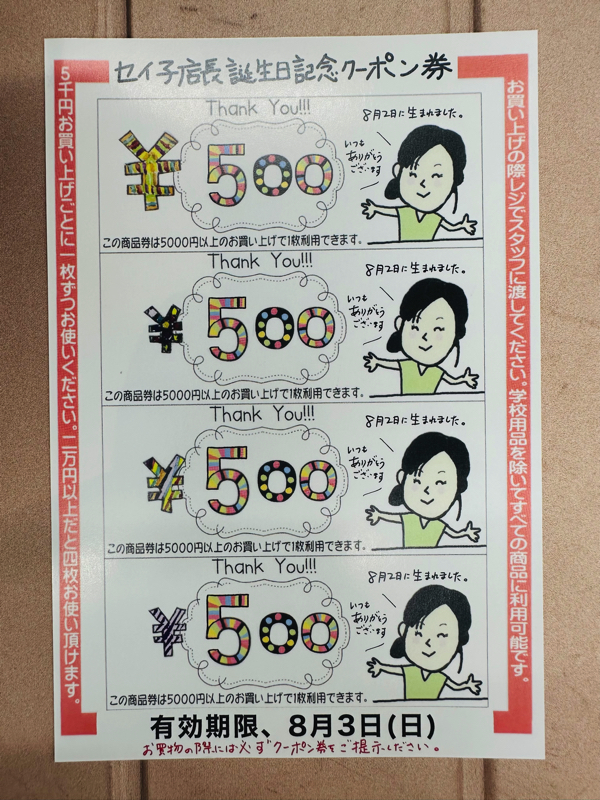 セイ子店長誕生日記念クーポン券
お買い上げの際レジでスタッフに渡してください。学校用品を除いてすべての商品に利用可能です。
5千円お買い上げごとに一枚ずつお使いください。二万円以上だと四枚お使い頂けます。
Thank You!!!
8月2日に生まれました。
いつも
ありがとう
ございます
¥500
この商品券は5000円以上のお買い上げで1枚利用できます。
Thank You!!!
8月2日に生まれました。
いつも
ありがとう
ございます
¥500
この商品券は5000円以上のお買い上げで1枚利用できます。
Thank You!!!
8月2日に生まれました。
いつも
ありがとう
ございます
¥500
この商品券は5000円以上のお買い上げで1枚利用できます。
Thank You!!!
8月2日に生まれました。
いつも
ありがとう
ございます
¥500
この商品券は5000円以上のお買い上げで1枚利用できます。
有効期限、8月3日(日)
お買物の際には必ずクーポン券をご提示ください。